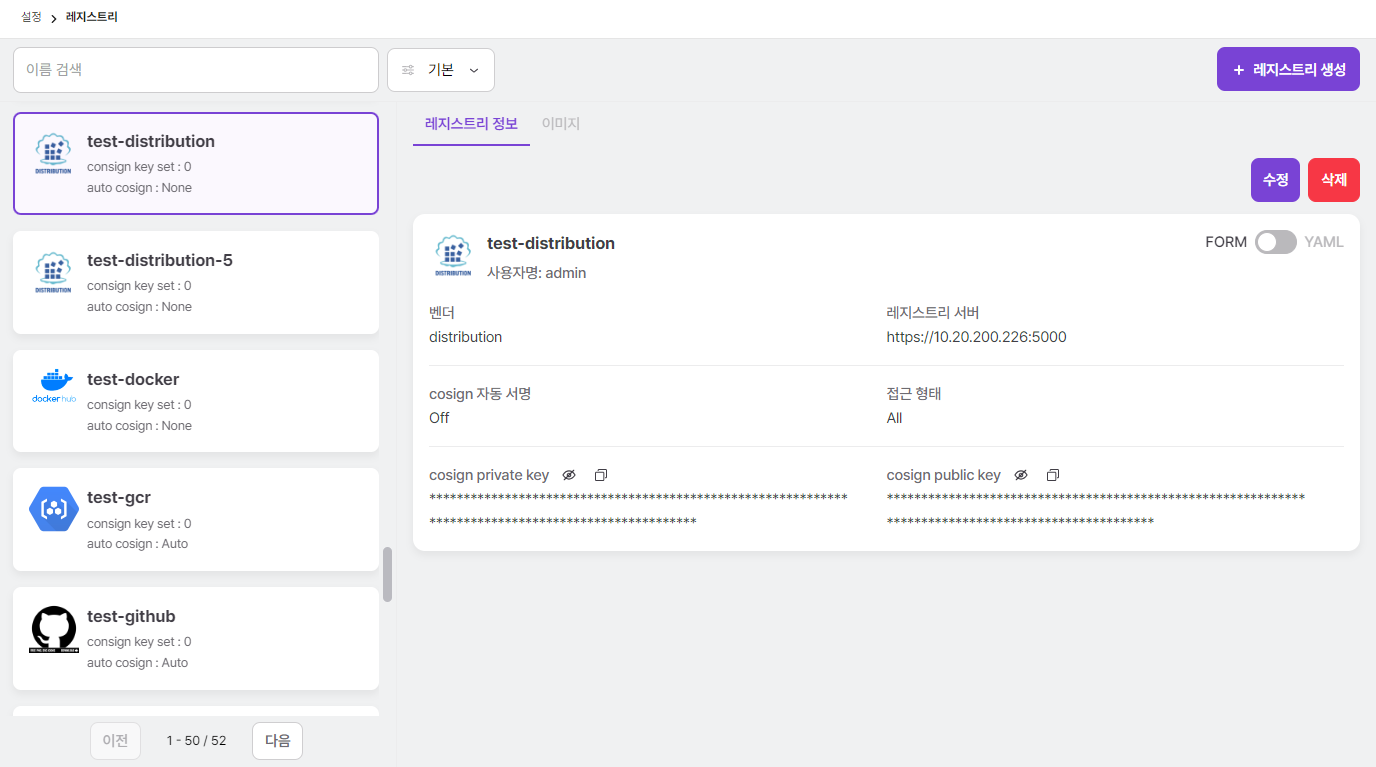 설정 > 레지스트리
이름 검색
기본
+ 레지스트리 생성
test-distribution
consign key set : 0
auto cosign : None
DISTRIBUTION
test-distribution-5
consign key set : 0
auto cosign : None
DISTRIBUTION
test-docker
consign key set : 0
auto cosign : None
docker hub
test-gcr
consign key set : 0
auto cosign : Auto
test-github
consign key set : 0
auto cosign : Auto
이전
1 - 50 / 52
다음
레지스트리 정보 이미지
수정 삭제
DISTRIBUTION
test-distribution
사용자명: admin
FORM YAML
벤더
distribution
레지스트리 서버
https://10.20.200.226:5000
cosign 자동 서명
Off
접근 형태
All
cosign private key
*************************************************************
***************************************
cosign public key
*************************************************************
***************************************